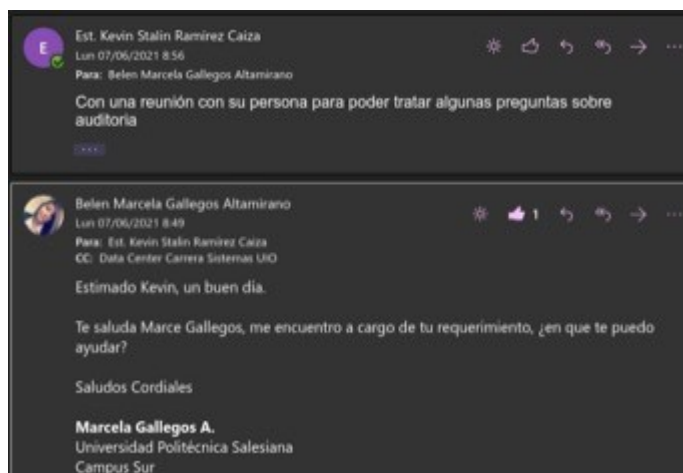 E
Est. Kevin Stalin Ramírez Caiza
Lun 07/06/2021 8:56
Para: Belen Marcela Gallegos Altamirano
Con una reunión con su persona para poder tratar algunas preguntas sobre
auditoria
Belen Marcela Gallegos Altamirano
Lun 07/06/2021 8:49
1
Para: Est. Kevin Stalin Ramírez Caiza
CC: Data Center Carrera Sistemas UIO
Estimado Kevin, un buen día.
Te saluda Marce Gallegos, me encuentro a cargo de tu requerimiento, ¿en que te puedo
ayudar?
Saludos Cordiales
Marcela Gallegos A.
Universidad Politécnica Salesiana
Campus Sur